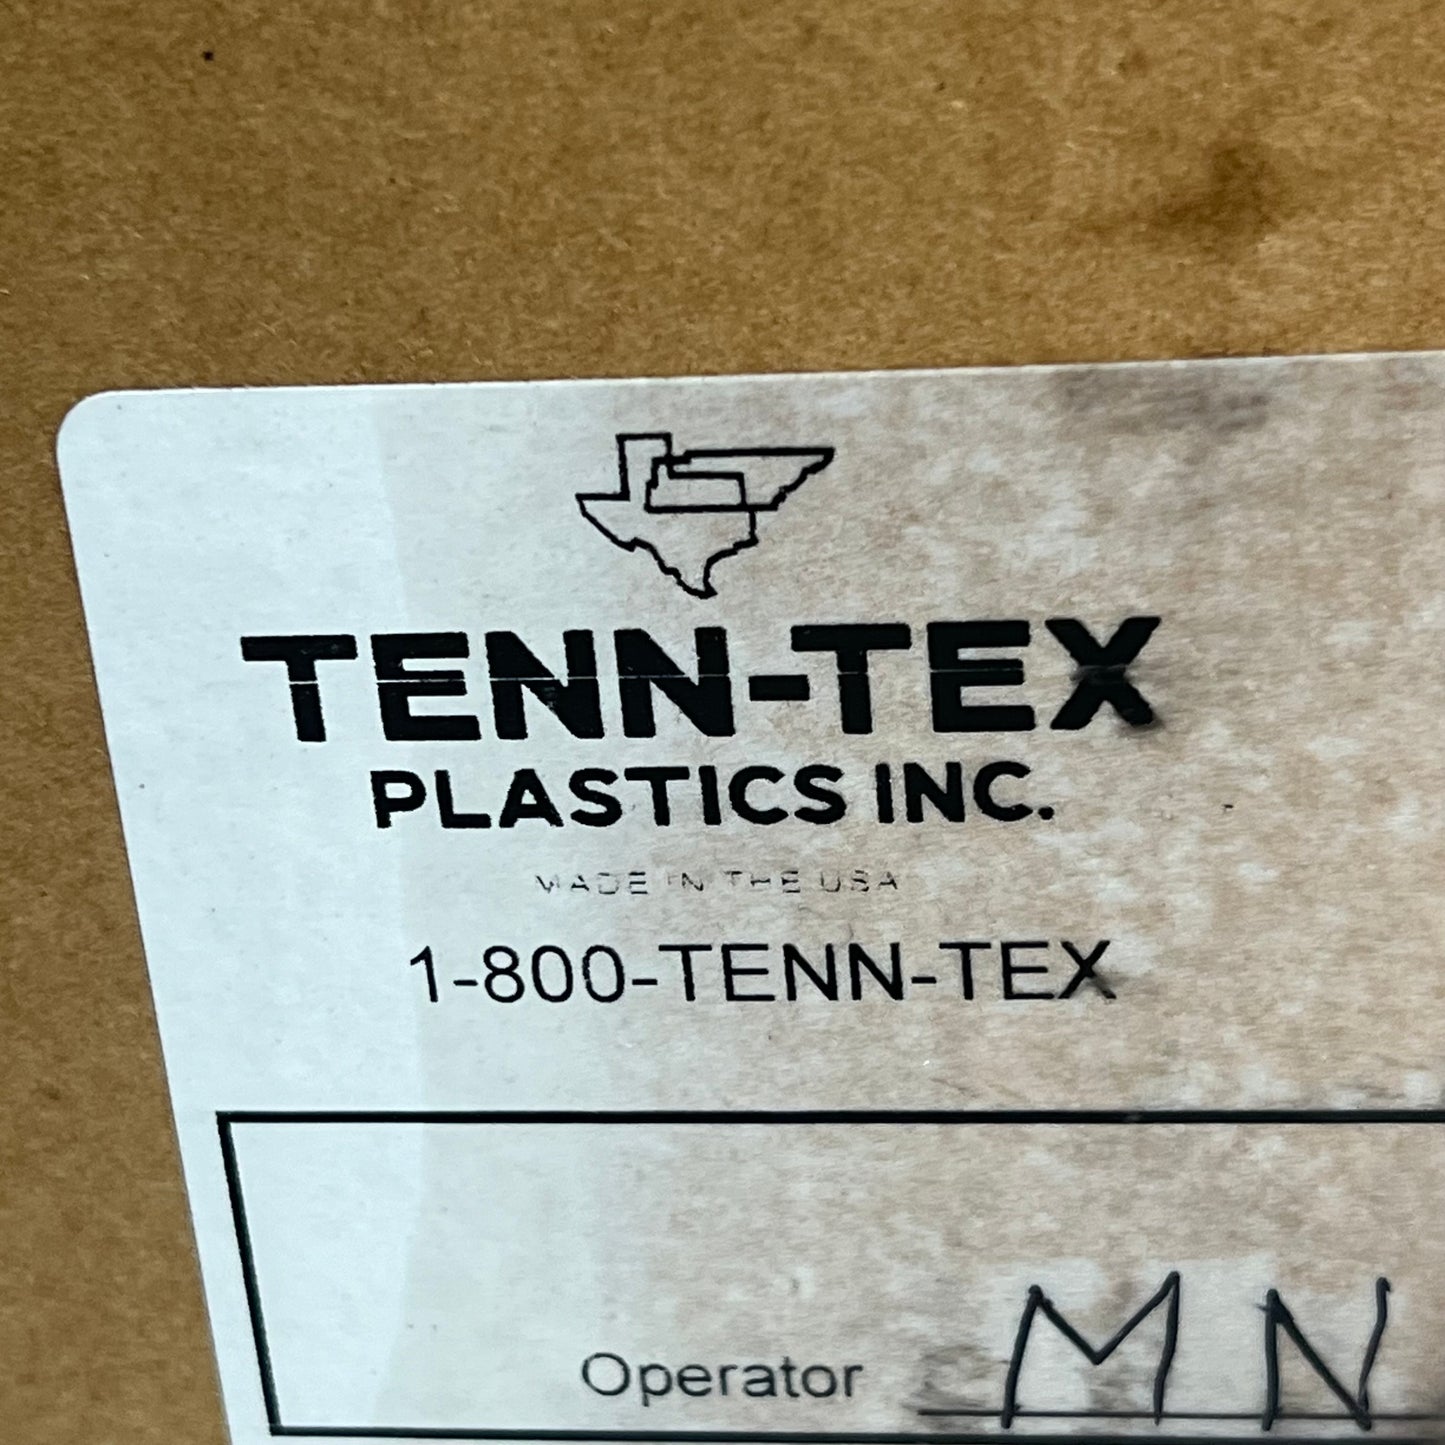 TENN-TEX
PLASTICS INC.
MADE IN THE USA
1-800-TENN-TEX
Operator MN